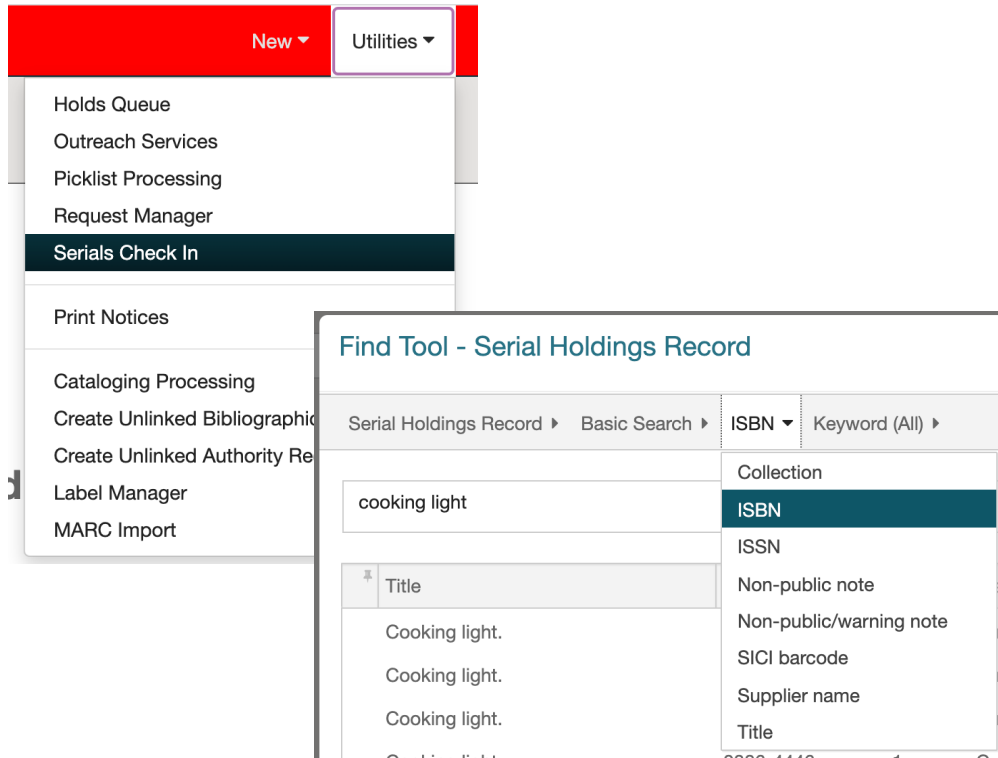 New
Utilities
Holds Queue
Outreach Services
Picklist Processing
Request Manager
Serials Check In
Print Notices
Cataloging Processing
Create Unlinked Bibliographic
Create Unlinked Authority Re
Label Manager
MARC Import
Find Tool - Serial Holdings Record
Serial Holdings Record Basic Search ISBN Keyword (All)
cooking light
Collection
ISBN
ISSN
Non-public note
Non-public/warning note
SICI barcode
Supplier name
Title
Title
Cooking light.
Cooking light.
Cooking light.